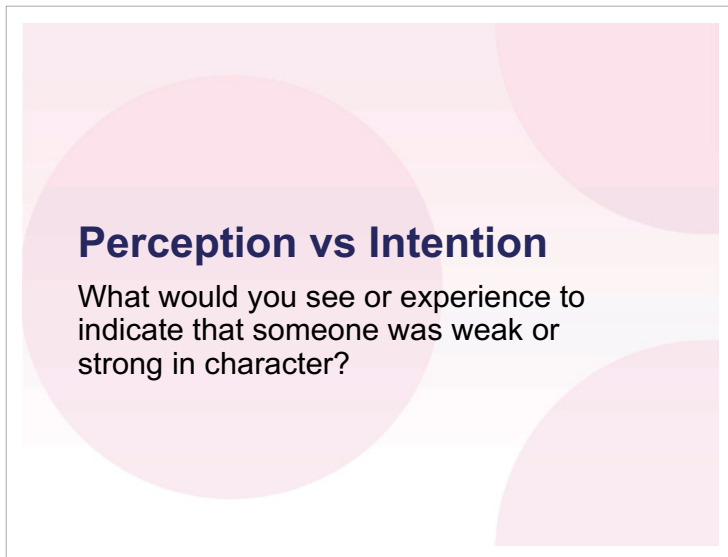 Perception vs Intention
What would you see or experience to
indicate that someone was weak or
strong in character?